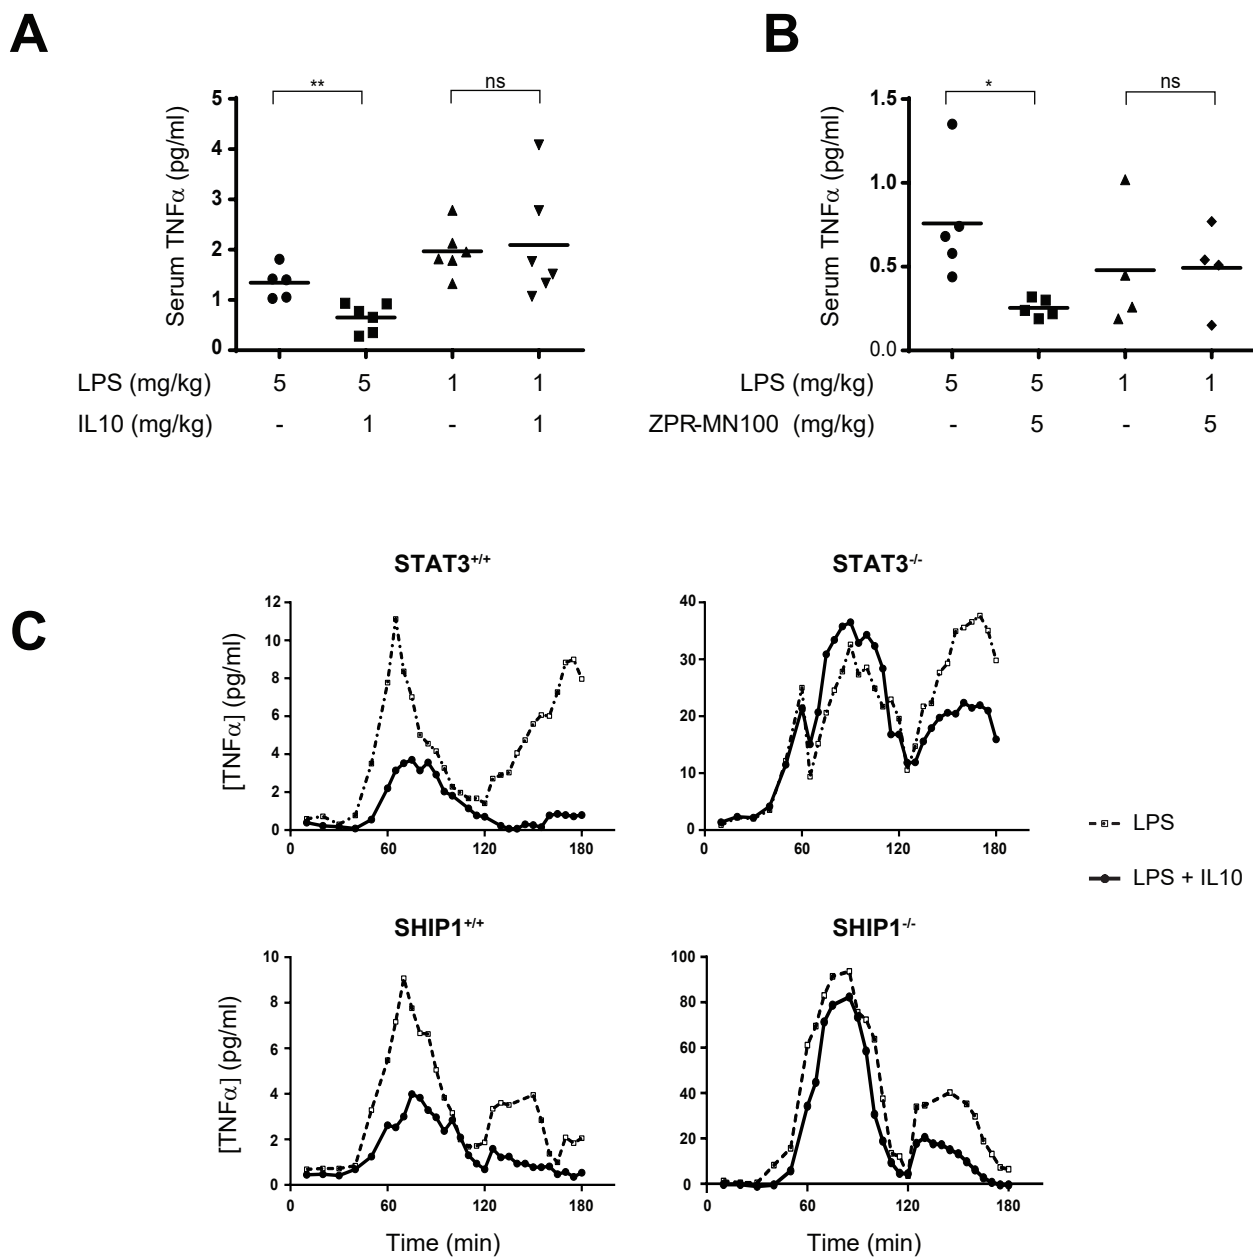 A
B
** ns
* ns
5
4
3
2
1
0
Serum TNFα (pg/ml)
1.5
1.0
0.5
0.0
Serum TNFα (pg/ml)
LPS (mg/kg) 5 5 1 1
IL10 (mg/kg) - 1 - 1
LPS (mg/kg) 5 5 1 1
ZPR-MN100 (mg/kg) - 5 - 5
C
STAT3+/+
12
10
8
6
4
2
0
[TNFα] (pg/ml)
0 60 120 180
STAT3-/-
40
30
20
10
0
0 60 120 180
LPS
LPS + IL10
SHIP1+/+
10
8
6
4
2
0
[TNFα] (pg/ml)
0 60 120 180
Time (min)
SHIP1-/-
100
80
60
40
20
0
0 60 120 180
Time (min)